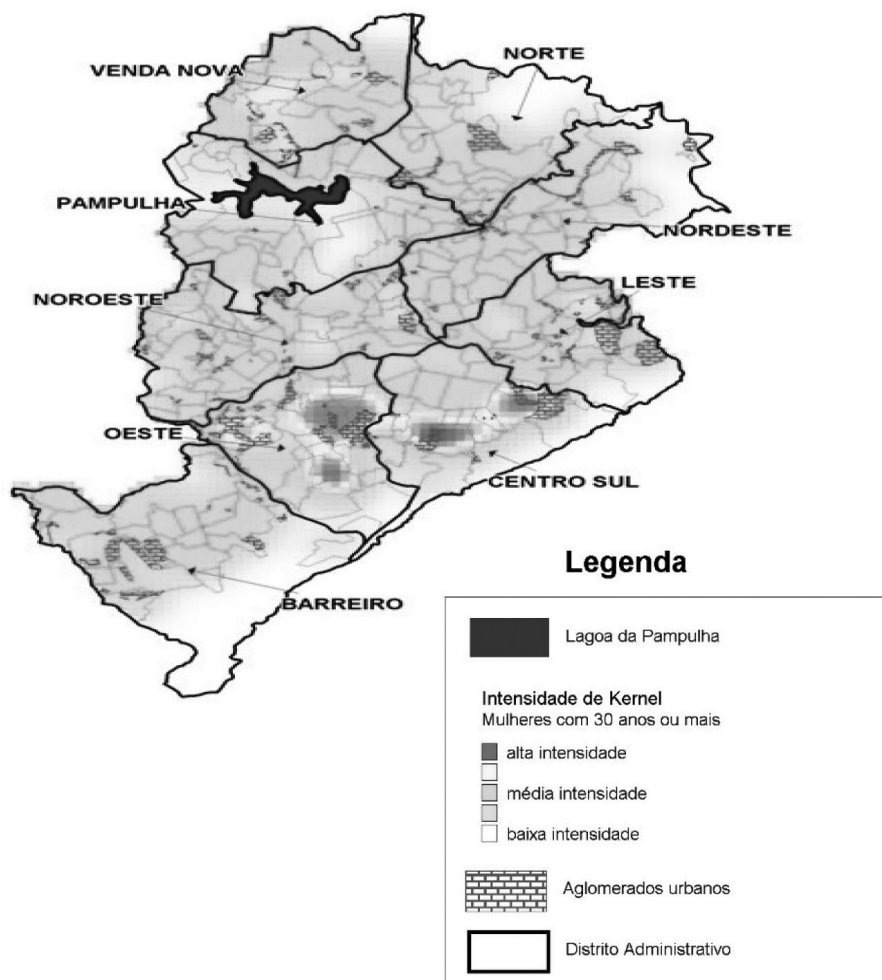 NORTE
VENDA NOVA
PAMPULHA
NORDESTE
LESTE
NOROESTE
OESTE
CENTRO SUL
BARREIRO
Legenda
Lagoa da Pampulha
Intensidade de Kernel
Mulheres com 30 anos ou mais
alta intensidade
média intensidade
baixa intensidade
Aglomerados urbanos
Distrito Administrativo